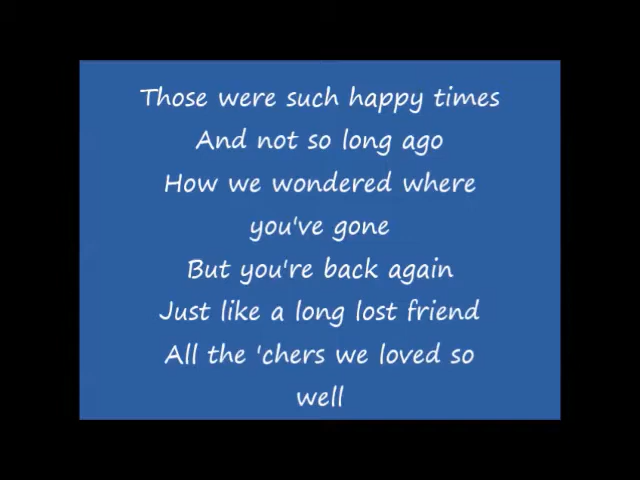 Those were such happy times
And not so long ago
How we wondered where
you've gone
But you're back again
Just like a long lost friend
All the 'chers we loved so
well